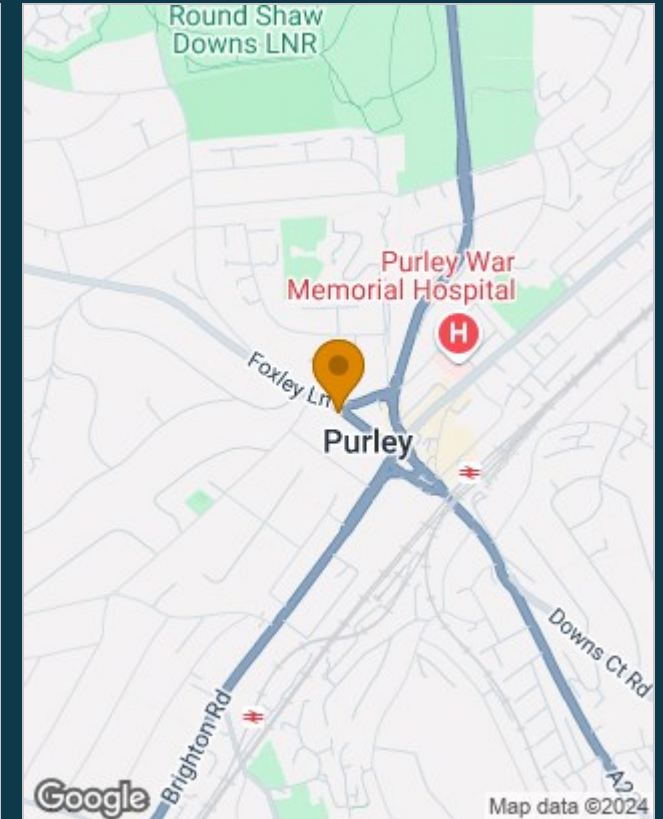 Round Shaw
Downs LNR
Purley War
Memorial Hospital
H
Foxley Ln
Purley
Downs Ct Rd
Brighton Rd
Google
Map data ©2024